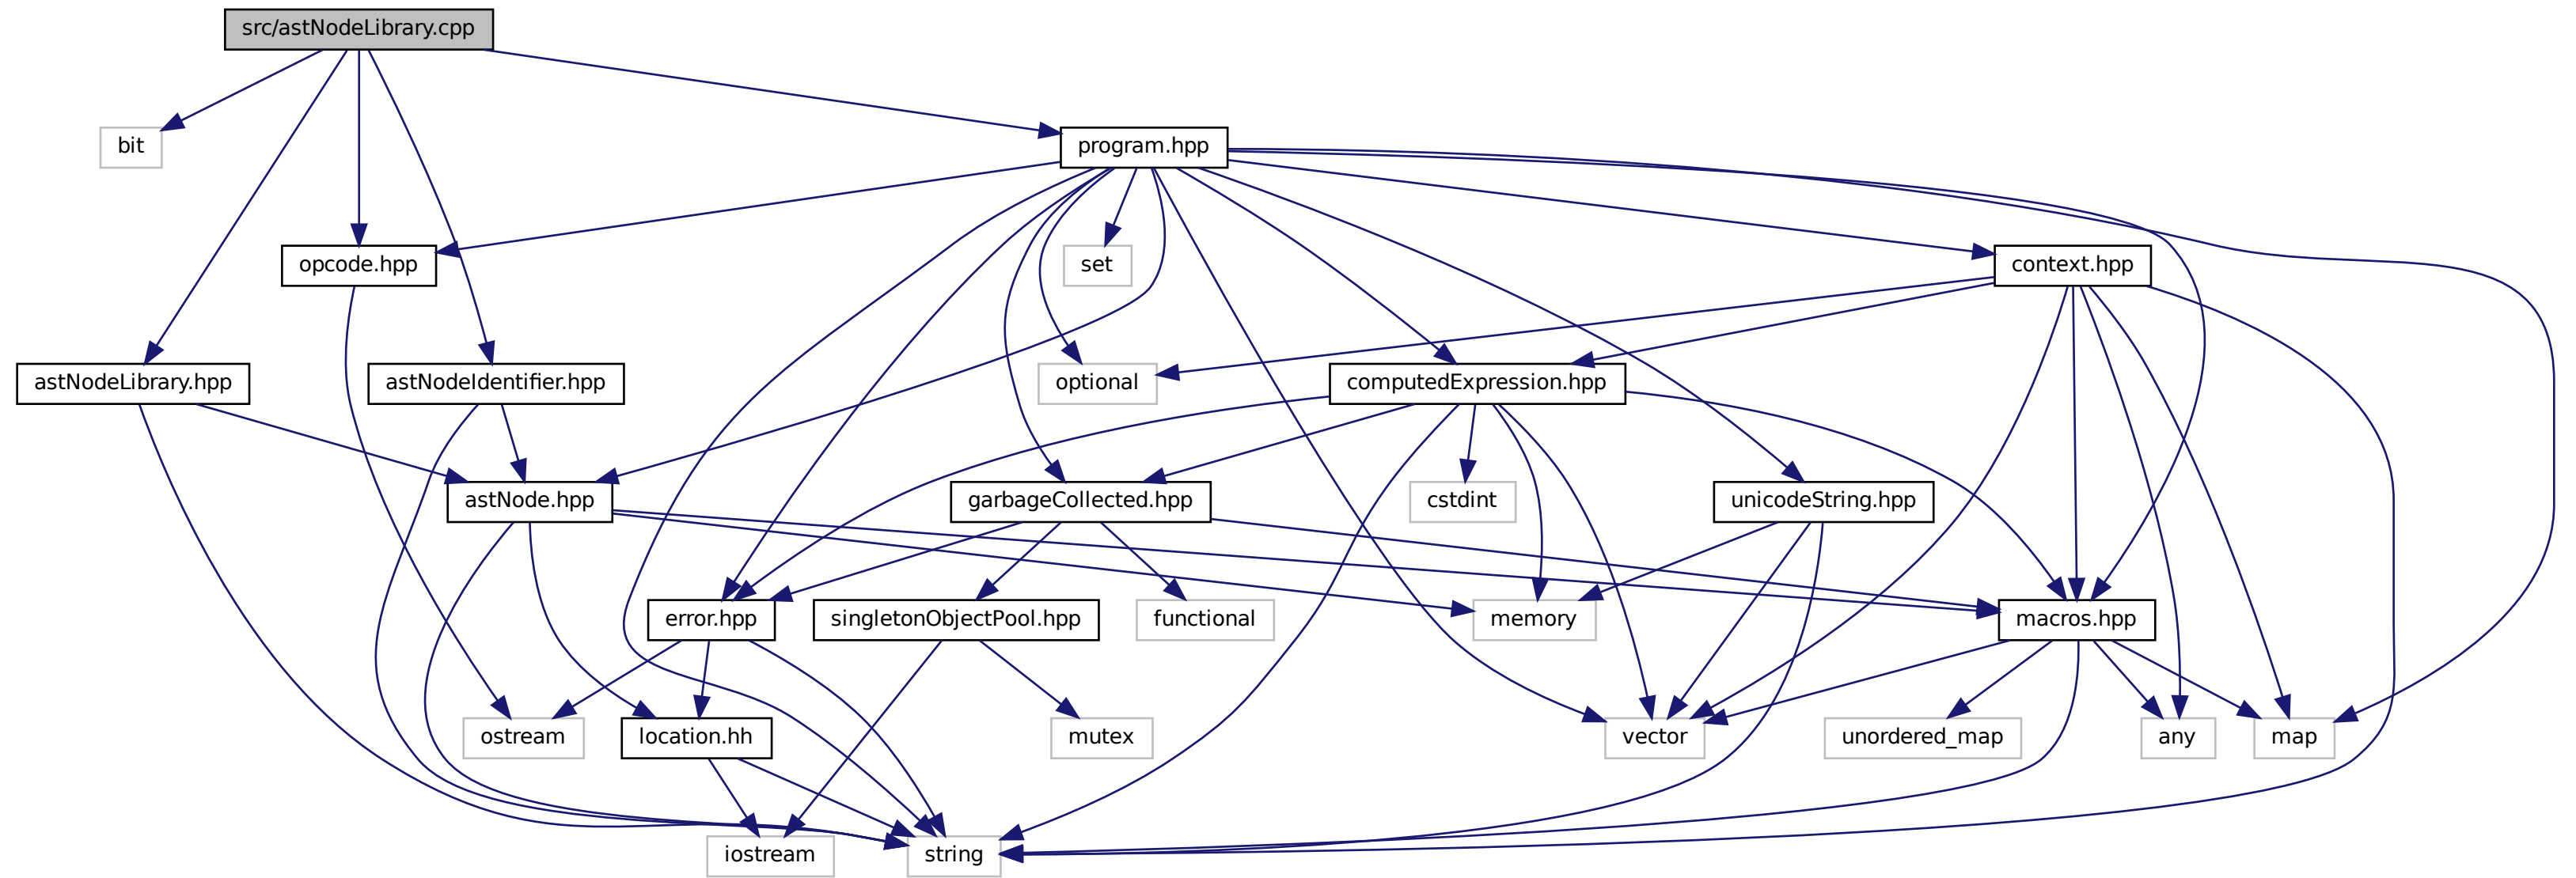 src/astNodeLibrary.cpp
bit
program.hpp
opcode.hpp
set
context.hpp
astNodeLibrary.hpp
astNodeIdentifier.hpp
optional
computedExpression.hpp
astNode.hpp
garbageCollected.hpp
cstdint
unicodeString.hpp
error.hpp
singletonObjectPool.hpp
functional
memory
macros.hpp
ostream
location.hh
mutex
vector
unordered_map
any
map
iostream
string